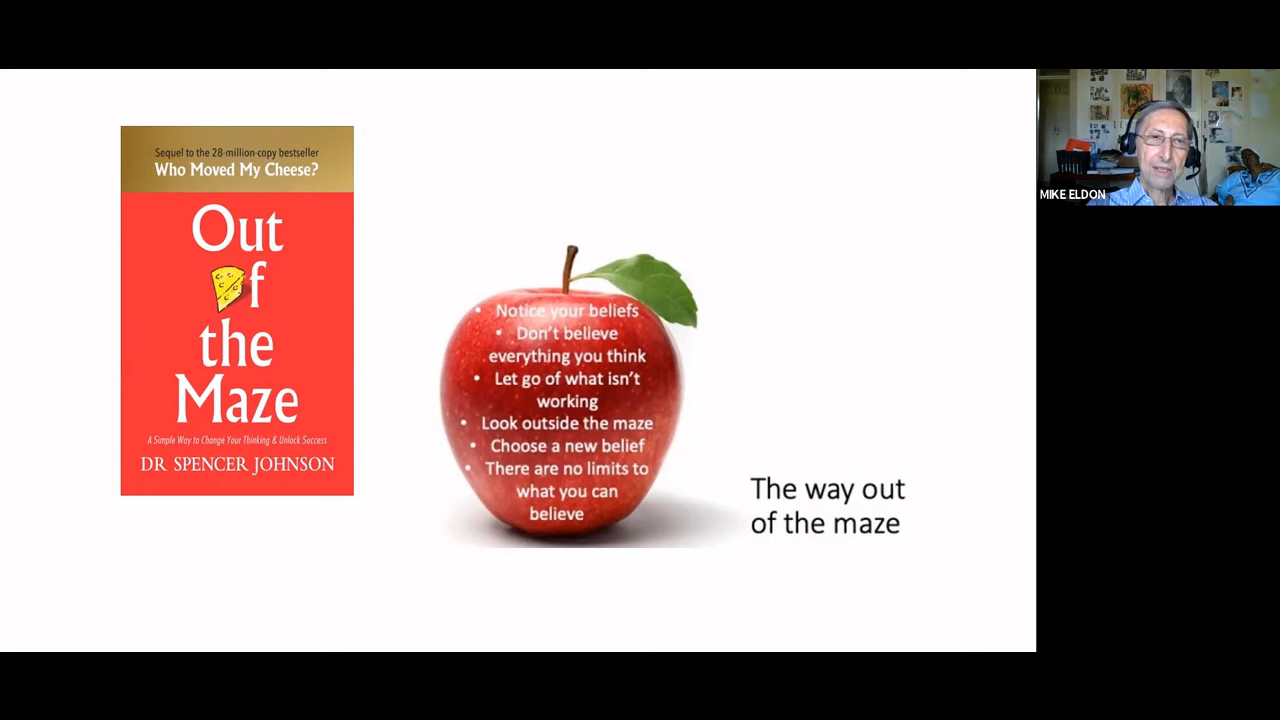 Sequel to the 28-million-copy bestseller
Who Moved My Cheese?
Out
f
the
Maze
A Simple Way to Change Your Thinking & Unlock Success
DR SPENCER JOHNSON
• Notice your beliefs
• Don't believe
everything you think
• Let go of what isn't
working
• Look outside the maze
• Choose a new belief
• There are no limits to
what you can
believe
The way out
of the maze
MIKE ELDON